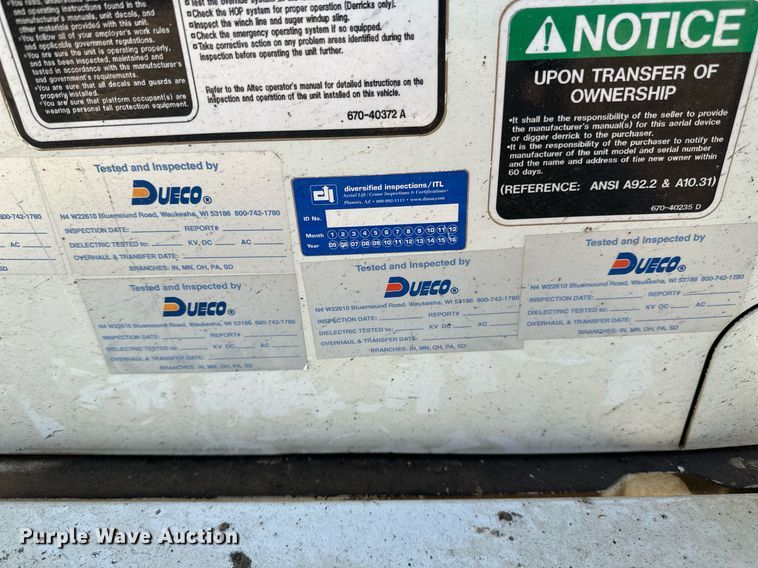 operating instructions found in the
manufacturer's manuals, unit decals, and
other materials provided with this unit.
▫You follow all of your employer's work rules
and applicable government regulations.
▫You are sure the unit is operating properly,
and has been inspected, maintained and
tested in accordance with the manufacturer's
and government's requirements.
▫You are sure that all decals and guards are
properly installed.
▫You are sure that platform occupant(s) are
wearing personal fall protection equipment.
▫Check the HOP system for proper operation (Derricks only).
▫Inspect the winch line and auger windup sling.
▫Check the emergency operating system if so equipped.
▫Take corrective action on any problem areas identified during the
inspection before operating the unit further.
Refer to the Altec operator's manual for detailed instructions on the
inspection and operation of the unit installed on this vehicle.
670-40372 A
NOTICE
UPON TRANSFER OF
OWNERSHIP
•It shall be the responsibility of the seller to provide
the manufacturer's manual(s) for this aerial device
or digger derrick to the purchaser.
•It is the responsibility of the purchaser to notify the
manufacturer of the unit model and serial number
and the name and address of the new owner within
60 days.
(REFERENCE: ANSI A92.2 & A10.31)
670-40235 D
800-742-1780
AC
Tested and Inspected by
DUECO®
N4 W22610 Bluemound Road, Waukesha, WI 53186 800-742-1780
INSPECTION DATE: REPORT#
DIELECTRIC TESTED to: KV, DC AC
OVERHAUL & TRANSFER DATE:
BRANCHES: IN, MN, OH, PA, SD
diversified inspections/ITL
Aerial Lift / Crane Inspections & Certifications
Phoenix, AZ • 800-992-1111 • www.diusa.com
ID No.
Month 1 2 3 4 5 6 7 8 9 10 11 12
Year 05 06 07 08 09 10 11 12 13 14 15 16
Tested and Inspected by
DUECO®
N4 W22610 Bluemound Road, Waukesha, WI 53186 800-742-1780
INSPECTION DATE: REPORT#
DIELECTRIC TESTED to: KV DC AC
OVERHAUL & TRANSFER DATE:
BRANCHES: IN, MN, OH, PA, SD
Tested and Inspected by
DUECO®
N4 W22610 Bluemound Road, Waukesha, WI 53186 800-742-1780
INSPECTION DATE: REPORT#
DIELECTRIC TESTED to: KV DC AC
OVERHAUL & TRANSFER DATE:
BRANCHES: IN, MN, OH, PA, SD
Tested and Inspected by
DUECO®
N4 W22610 Bluemound Road, Waukesha, WI 53186 800-742-1780
INSPECTION DATE: REPORT#
DIELECTRIC TESTED to: KV DC AC
OVERHAUL & TRANSFER DATE:
BRANCHES: IN, MN, OH, PA, SD
Purple Wave Auction